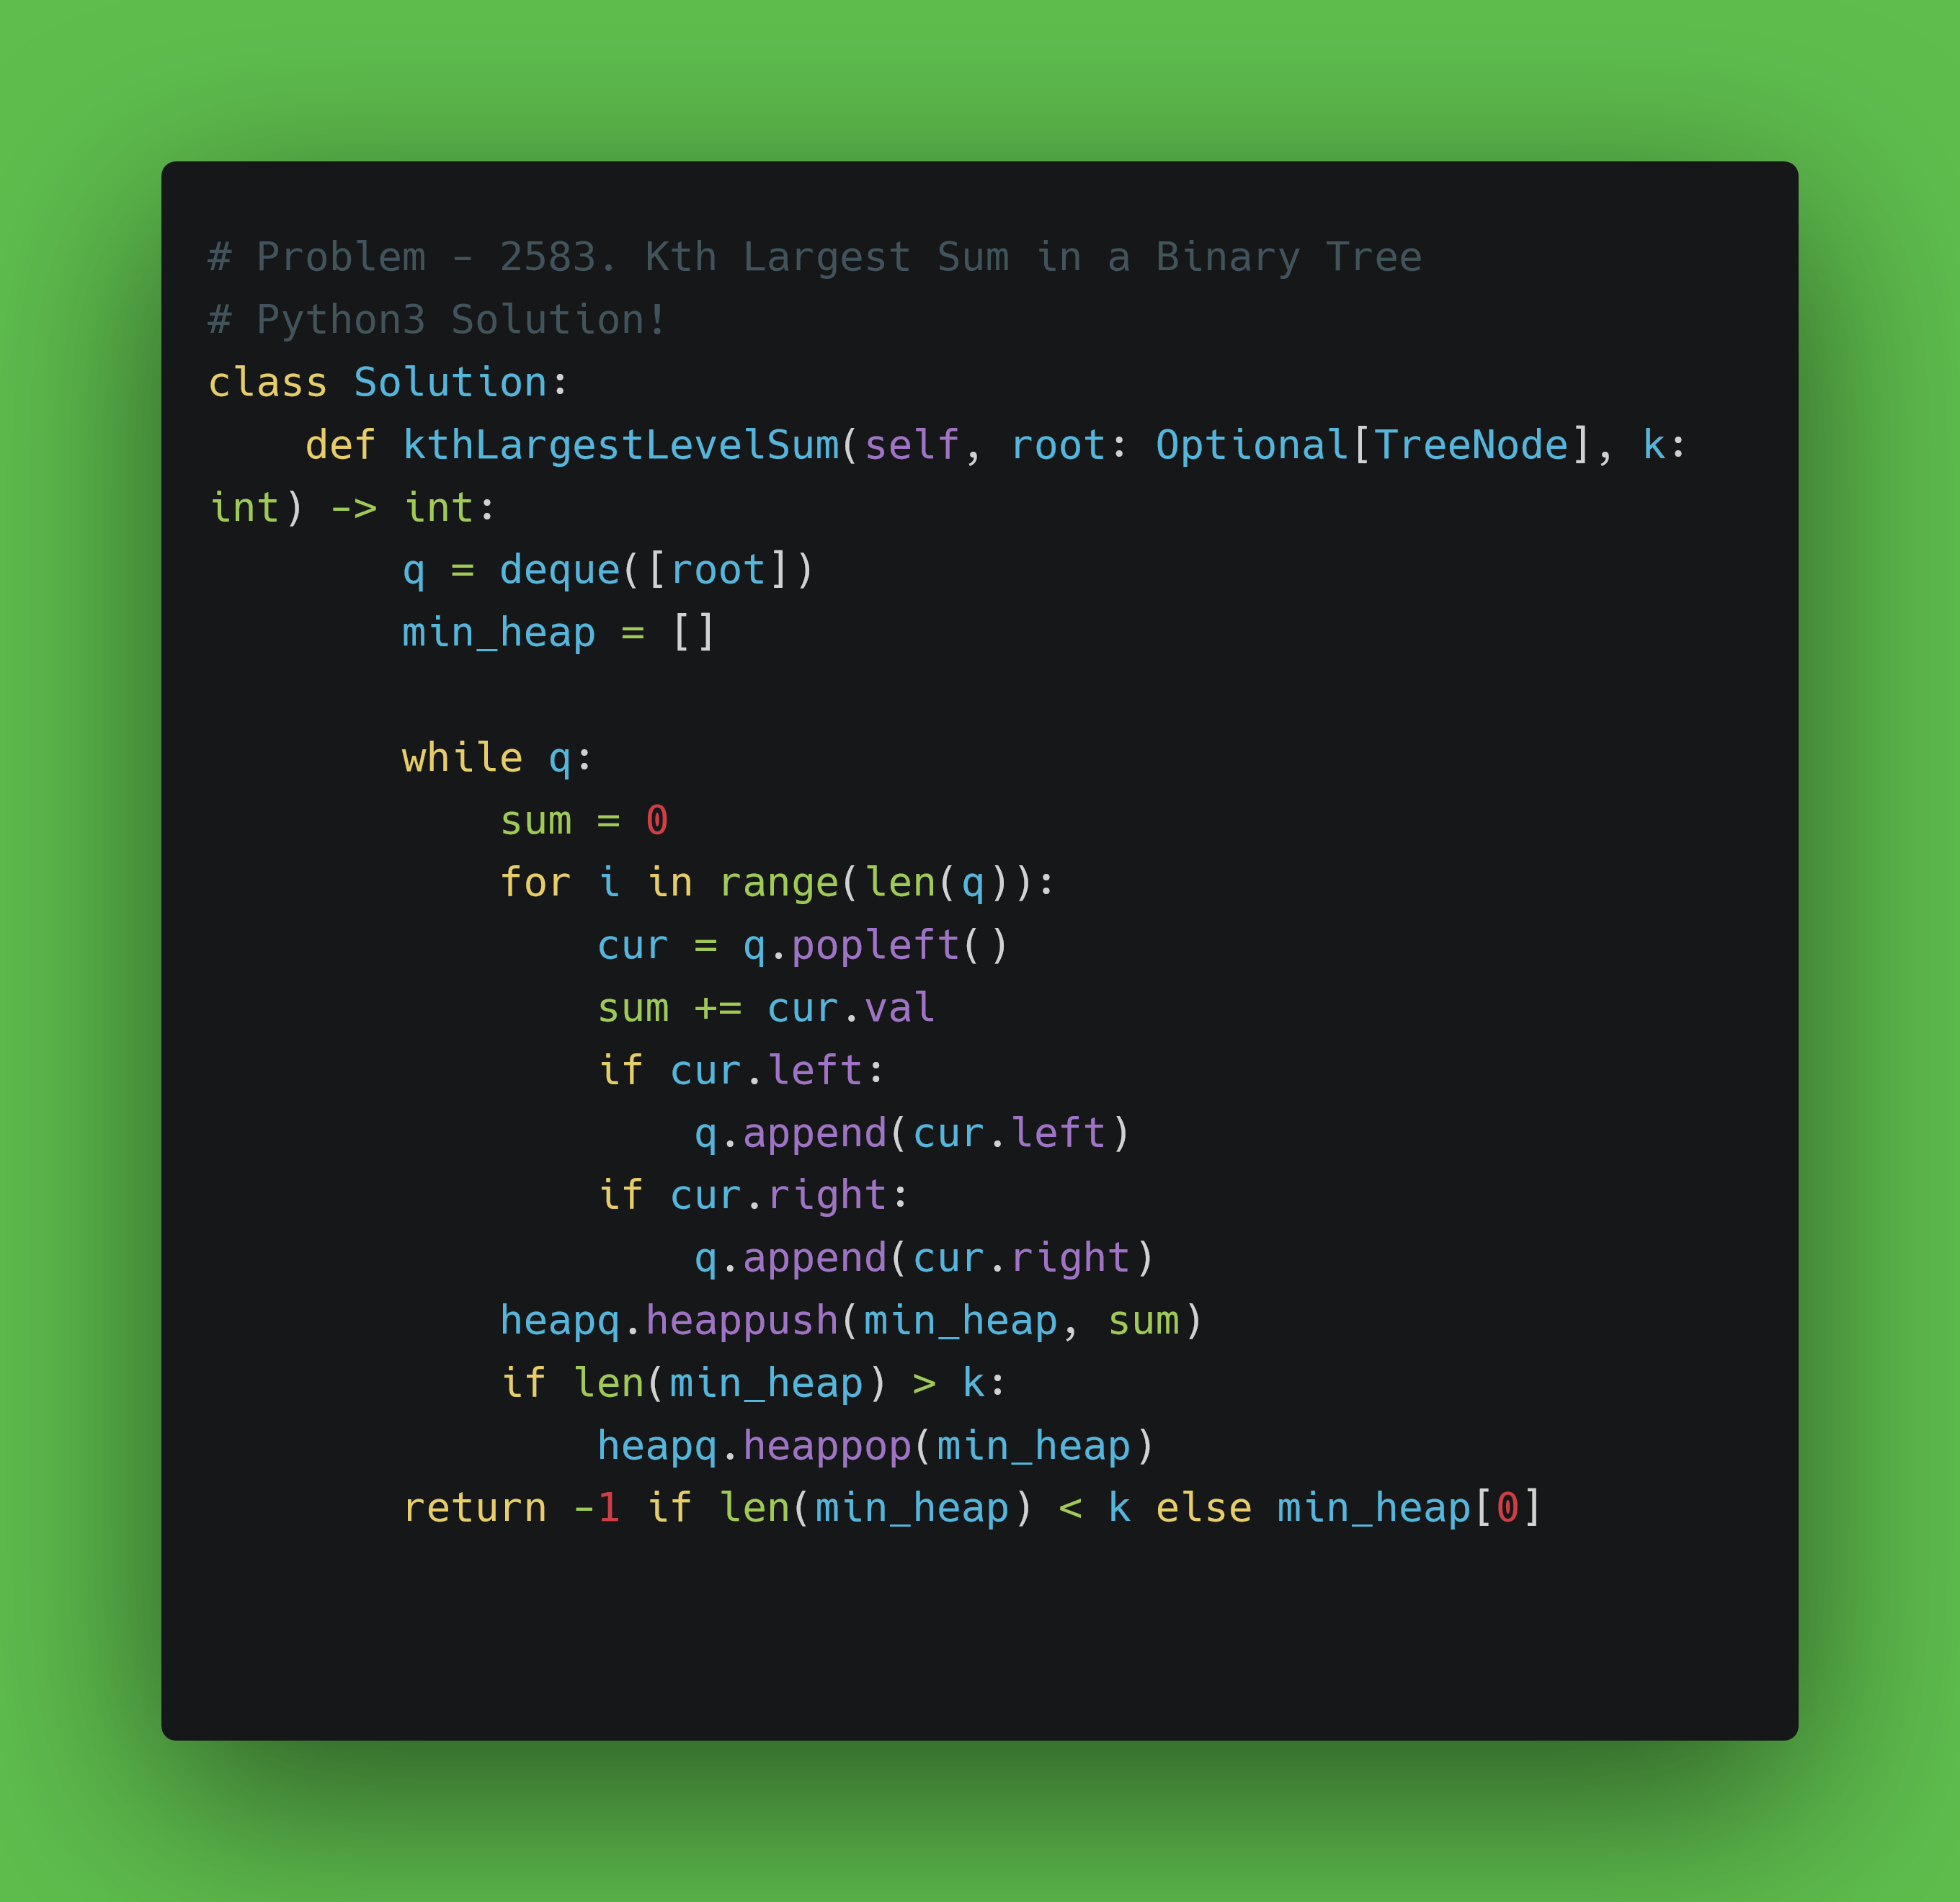 # Problem - 2583. Kth Largest Sum in a Binary Tree
# Python3 Solution!
class Solution:
    def kthLargestLevelSum(self, root: Optional[TreeNode], k:
int) -> int:
        q = deque([root])
        min_heap = []

        while q:
            sum = 0
            for i in range(len(q)):
                cur = q.popleft()
                sum += cur.val
                if cur.left:
                    q.append(cur.left)
                if cur.right:
                    q.append(cur.right)
            heapq.heappush(min_heap, sum)
            if len(min_heap) > k:
                heapq.heappop(min_heap)
        return -1 if len(min_heap) < k else min_heap[0]